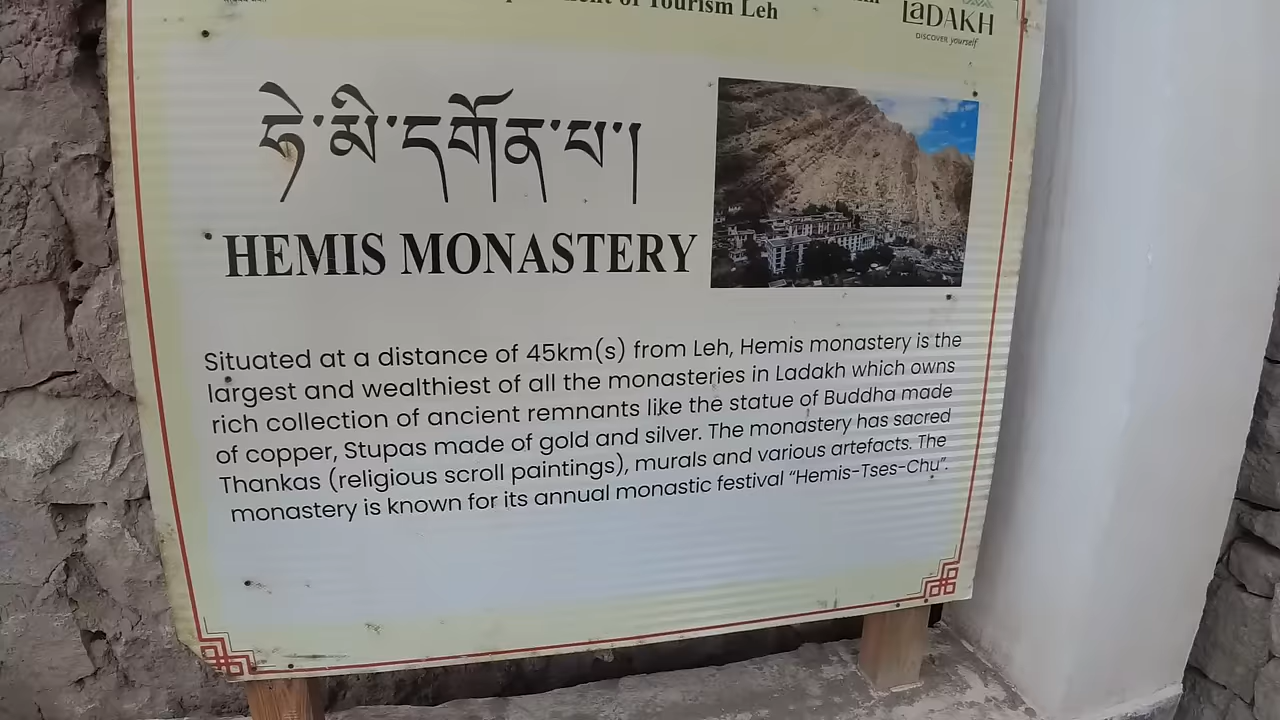 of Tourism Leh
LaDAKH
DISCOVER yourself
ཧེ་མི་དགོན་པ་།
HEMIS MONASTERY
Situated at a distance of 45km(s) from Leh, Hemis monastery is the
largest and wealthiest of all the monasteries in Ladakh which owns
rich collection of ancient remnants like the statue of Buddha made
of copper, Stupas made of gold and silver. The monastery has sacred
Thankas (religious scroll paintings), murals and various artefacts. The
monastery is known for its annual monastic festival “Hemis-Tses-Chu”.